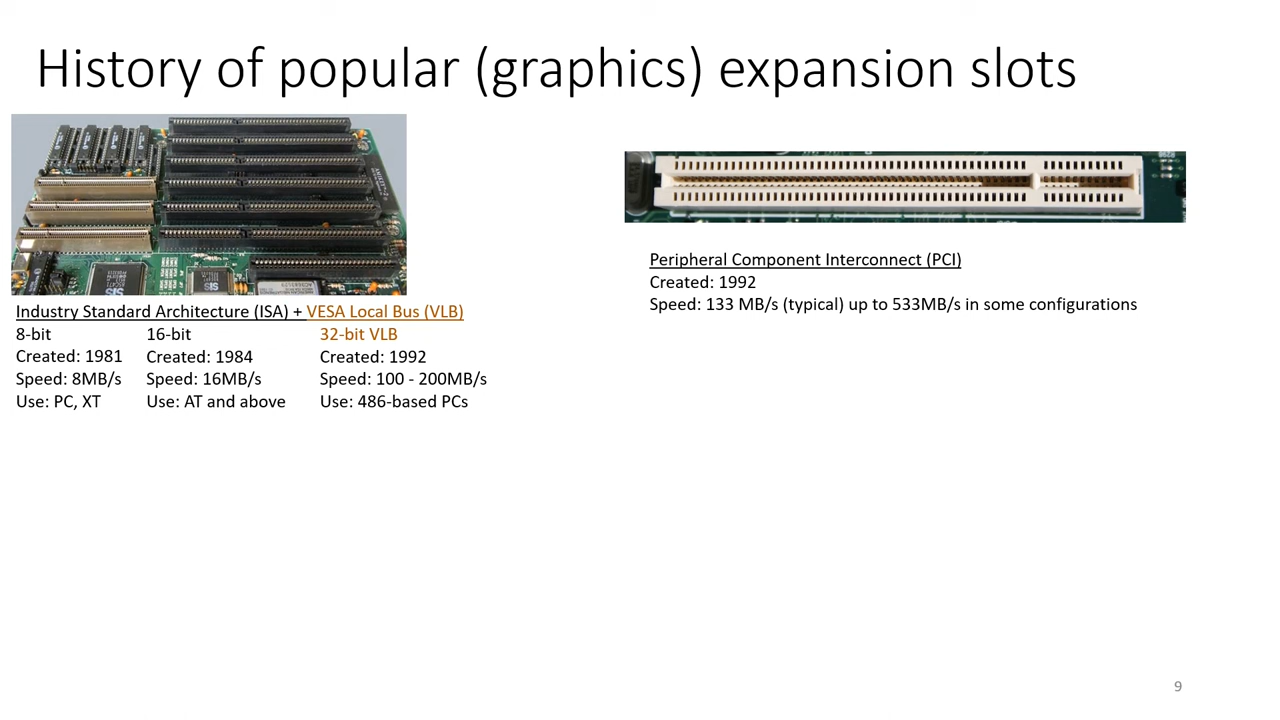 History of popular (graphics) expansion slots
Industry Standard Architecture (ISA) + VESA Local Bus (VLB)
8-bit
Created: 1981
Speed: 8MB/s
Use: PC, XT
16-bit
Created: 1984
Speed: 16MB/s
Use: AT and above
32-bit VLB
Created: 1992
Speed: 100 - 200MB/s
Use: 486-based PCs
Peripheral Component Interconnect (PCI)
Created: 1992
Speed: 133 MB/s (typical) up to 533MB/s in some configurations
9